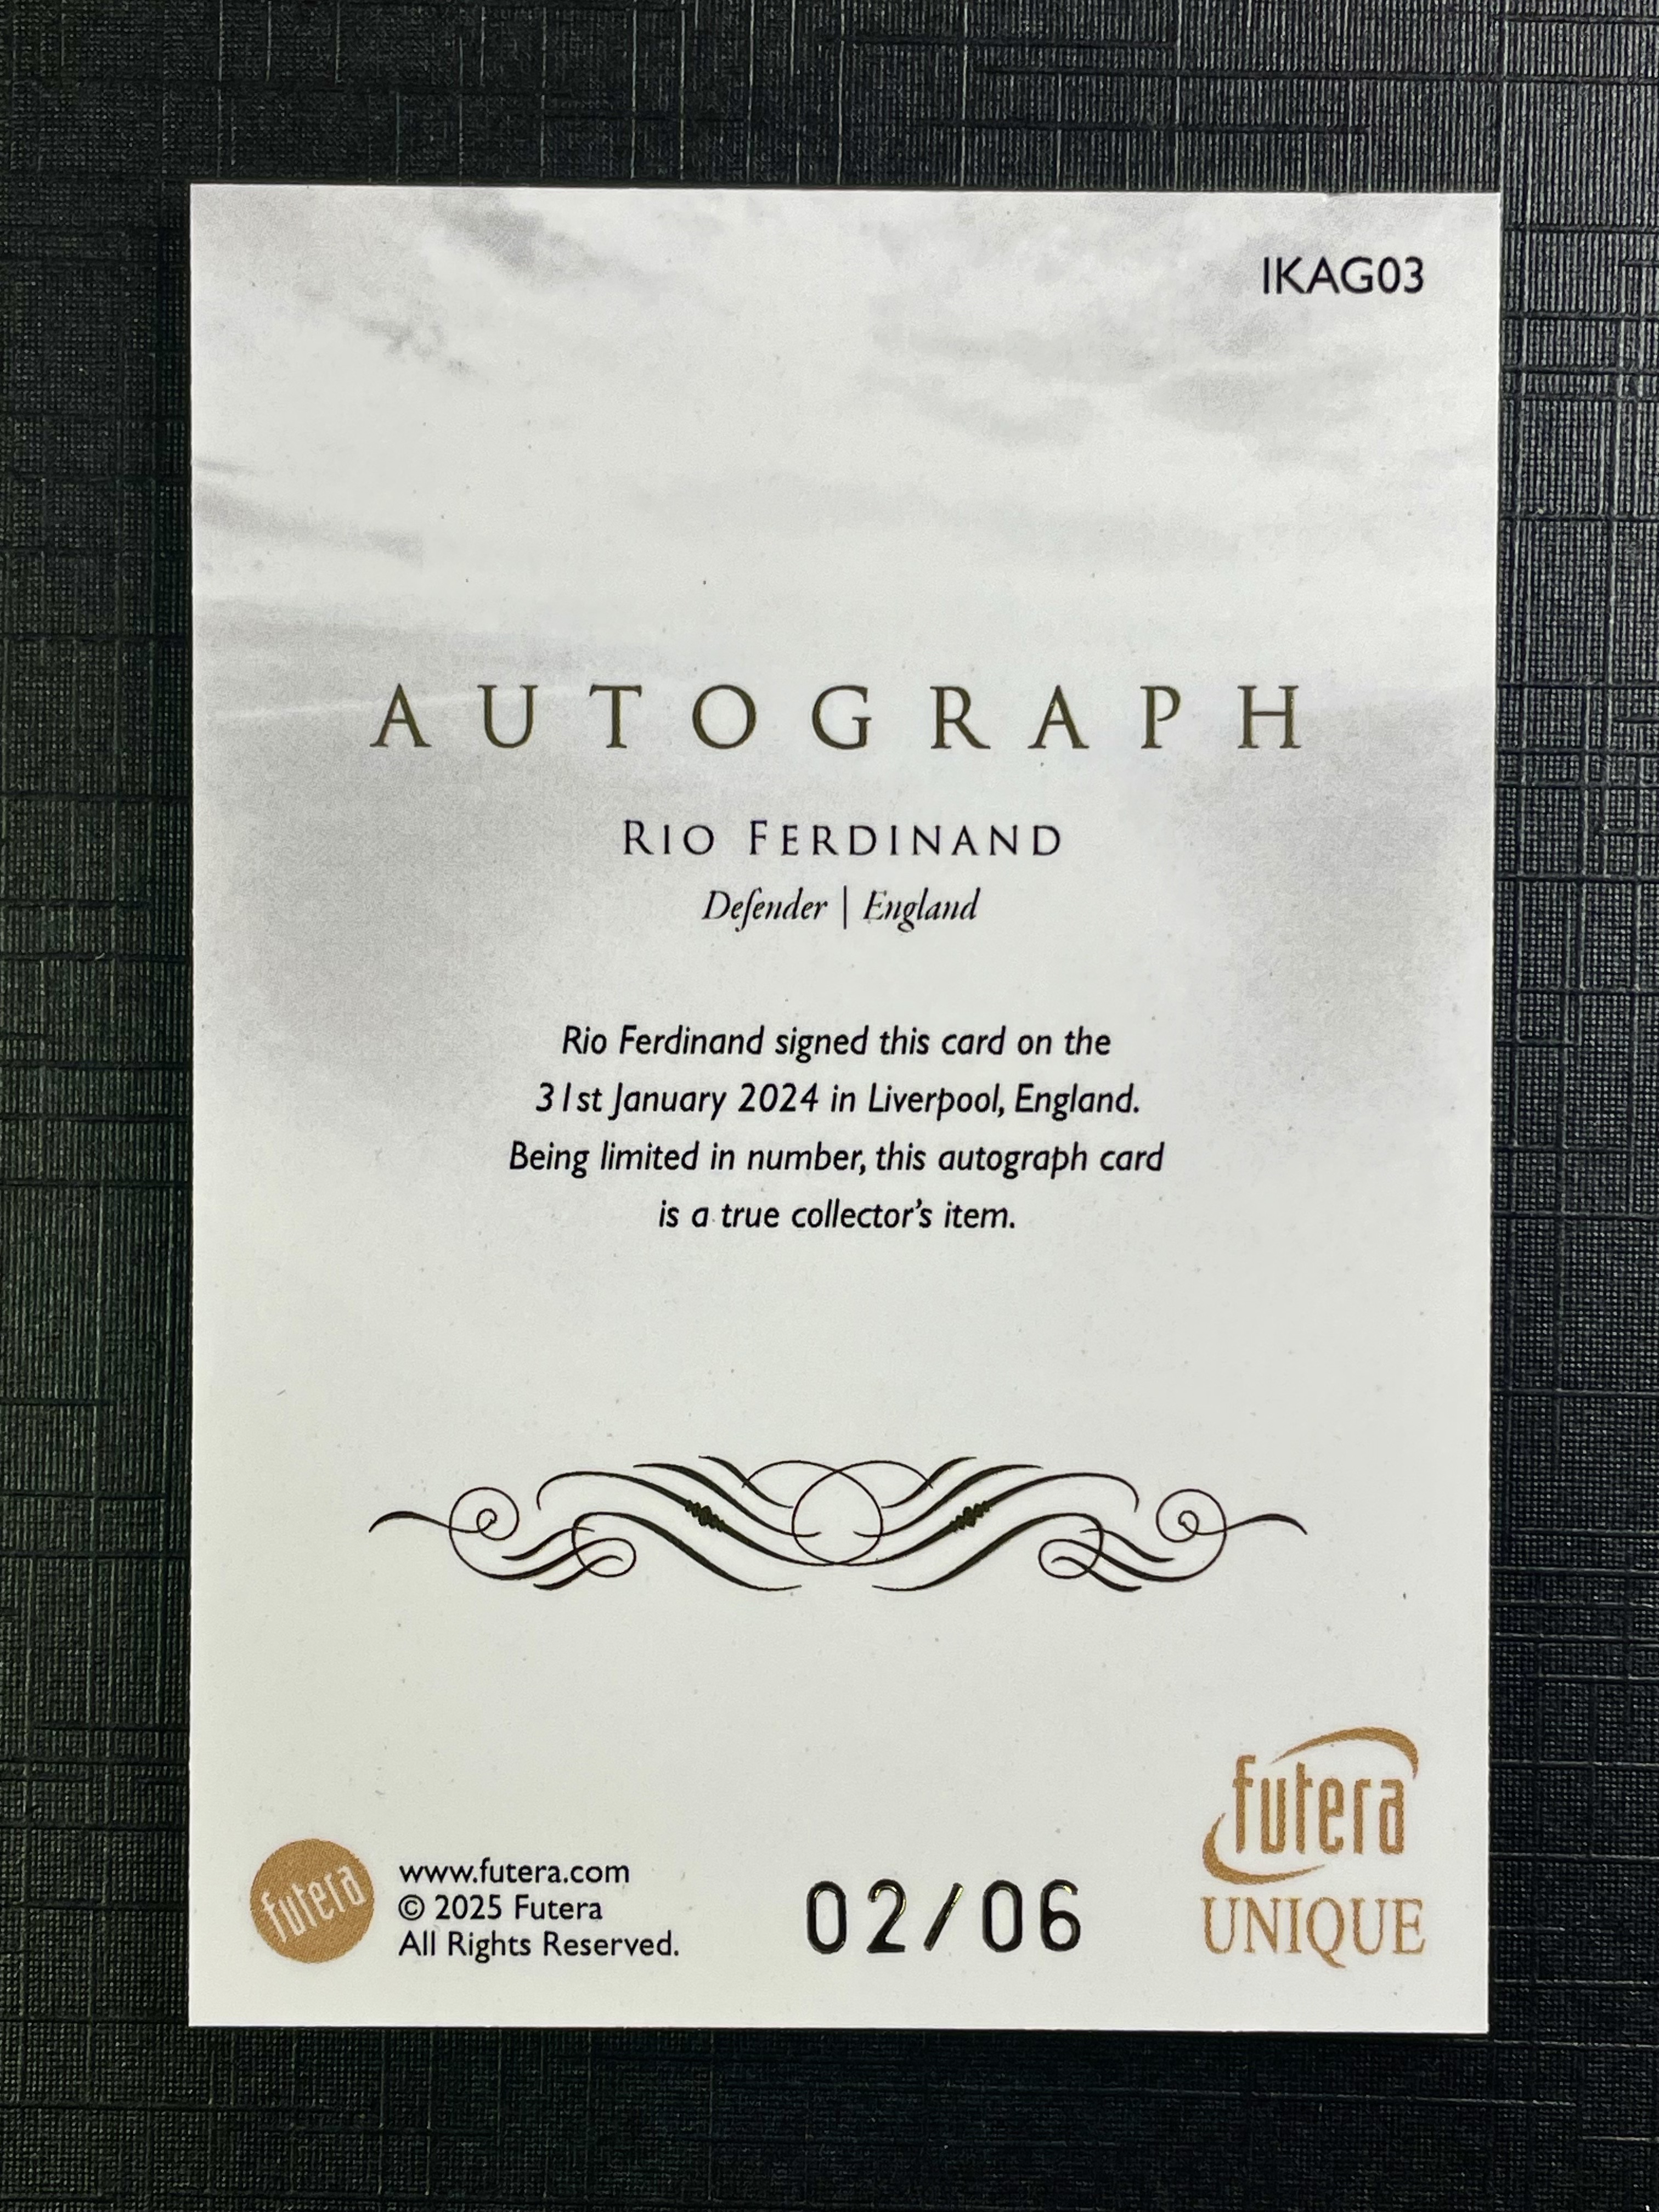 IKAG03
AUTOGRAPH
RIO FERDINAND
Defender | England
Rio Ferdinand signed this card on the
31st January 2024 in Liverpool, England.
Being limited in number, this autograph card
is a true collector's item.
futera
www.futera.com
© 2025 Futera
All Rights Reserved.
02/06
futera
UNIQUE